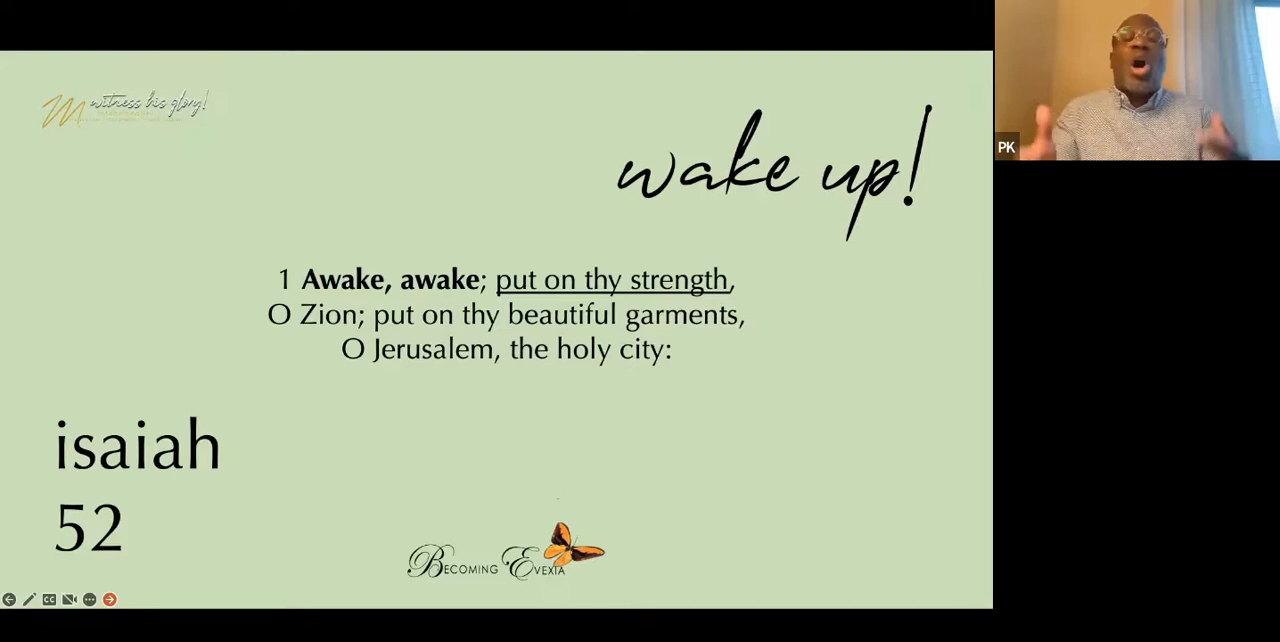 witness his glory!
wake up!
1 Awake, awake; put on thy strength,
O Zion; put on thy beautiful garments,
O Jerusalem, the holy city:
isaiah
52
BECOMING EVEXIA
PK
CC